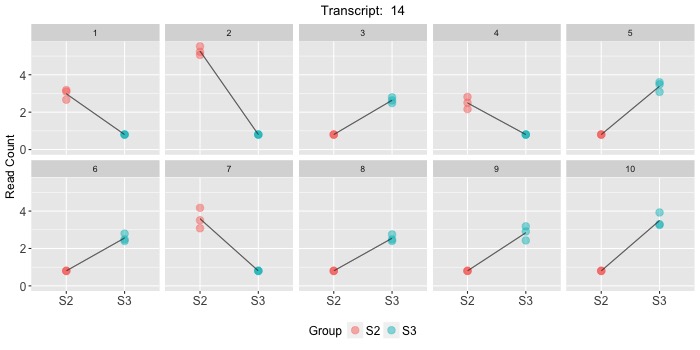 Transcript:  14
1 2 3 4 5
4
2
0
Read Count
6 7 8 9 10
4
2
0
S2 S3 S2 S3 S2 S3 S2 S3 S2 S3
Group S2 S3